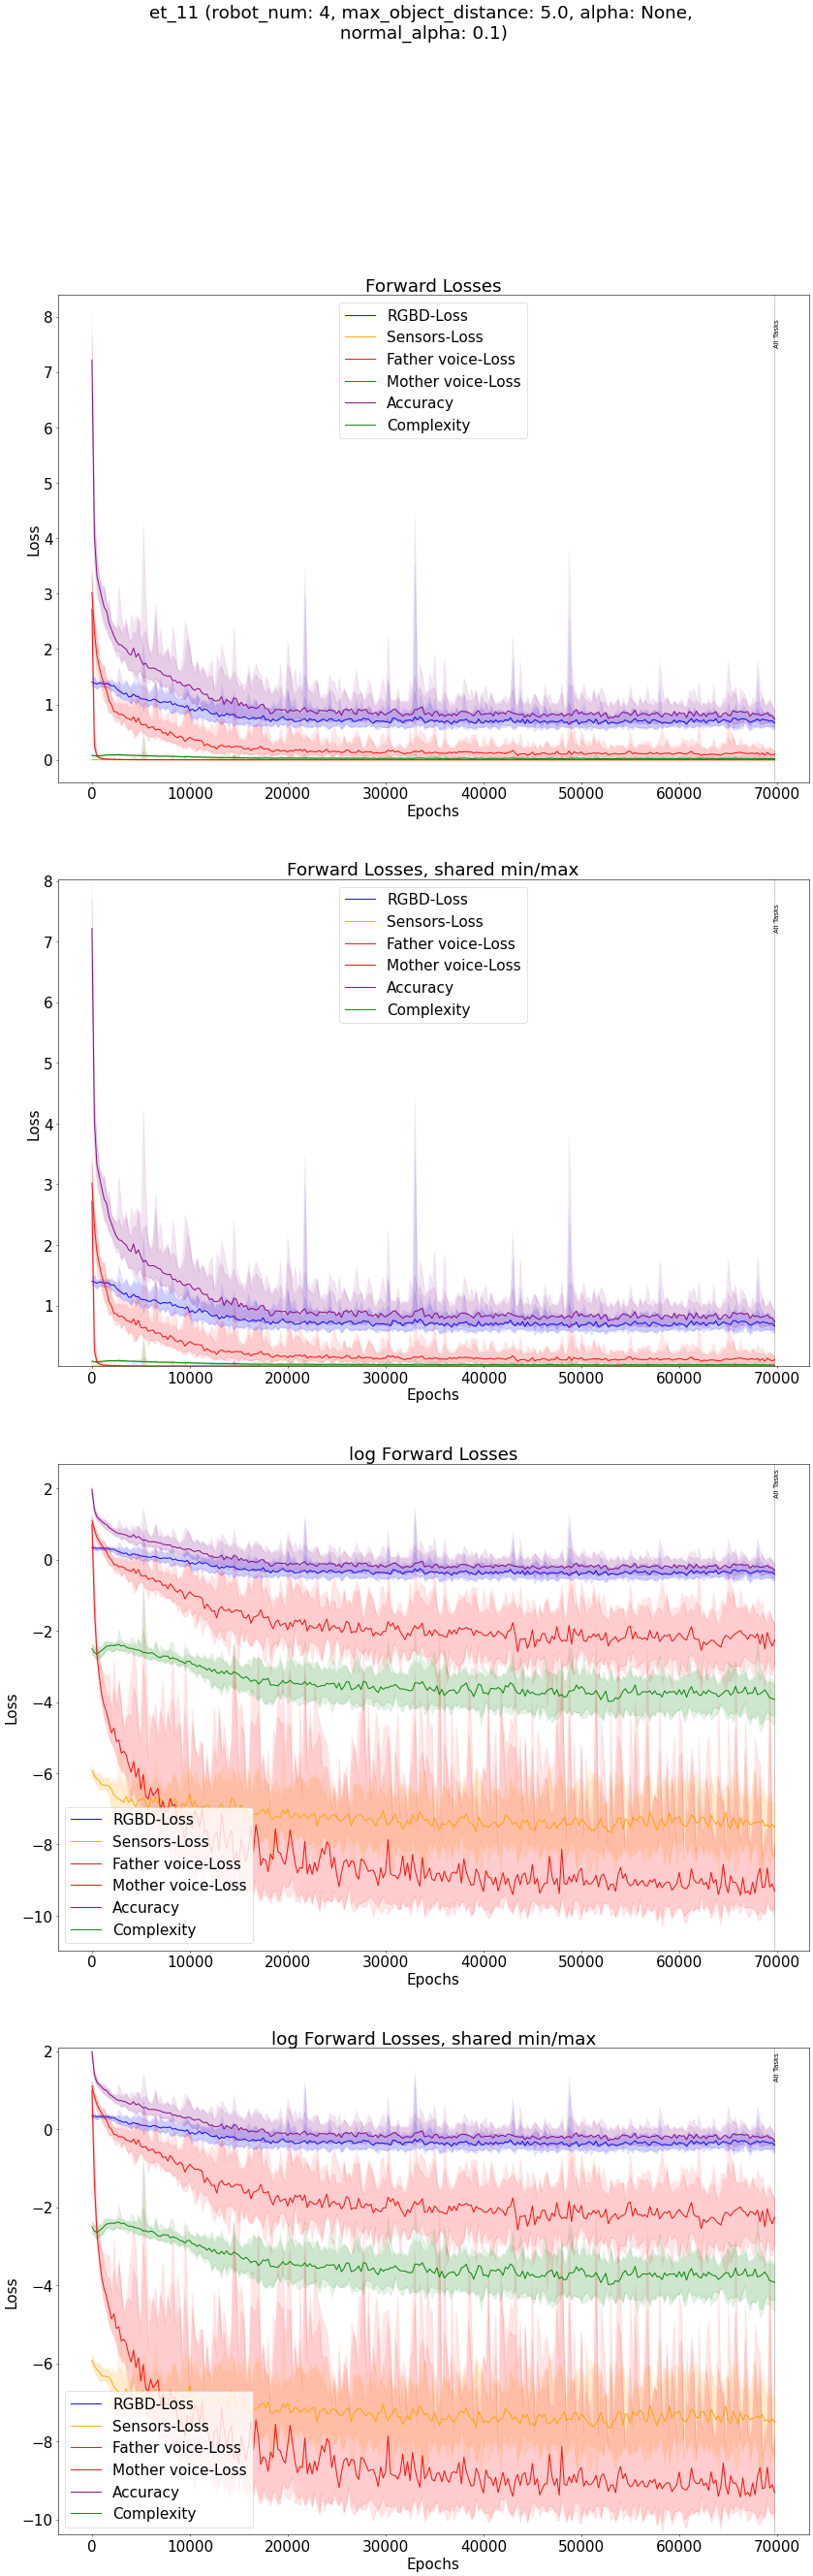 et_11 (robot_num: 4, max_object_distance: 5.0, alpha: None,
normal_alpha: 0.1)
Forward Losses
8
7
6
5
4
3
2
1
0
Loss
RGBD-Loss
Sensors-Loss
Father voice-Loss
Mother voice-Loss
Accuracy
Complexity
All Tasks
0 10000 20000 30000 40000 50000 60000 70000
Epochs
Forward Losses, shared min/max
8
7
6
5
4
3
2
1
Loss
RGBD-Loss
Sensors-Loss
Father voice-Loss
Mother voice-Loss
Accuracy
Complexity
All Tasks
0 10000 20000 30000 40000 50000 60000 70000
Epochs
log Forward Losses
2
0
−2
−4
−6
−8
−10
Loss
RGBD-Loss
Sensors-Loss
Father voice-Loss
Mother voice-Loss
Accuracy
Complexity
All Tasks
0 10000 20000 30000 40000 50000 60000 70000
Epochs
log Forward Losses, shared min/max
2
0
−2
−4
−6
−8
−10
Loss
RGBD-Loss
Sensors-Loss
Father voice-Loss
Mother voice-Loss
Accuracy
Complexity
All Tasks
0 10000 20000 30000 40000 50000 60000 70000
Epochs